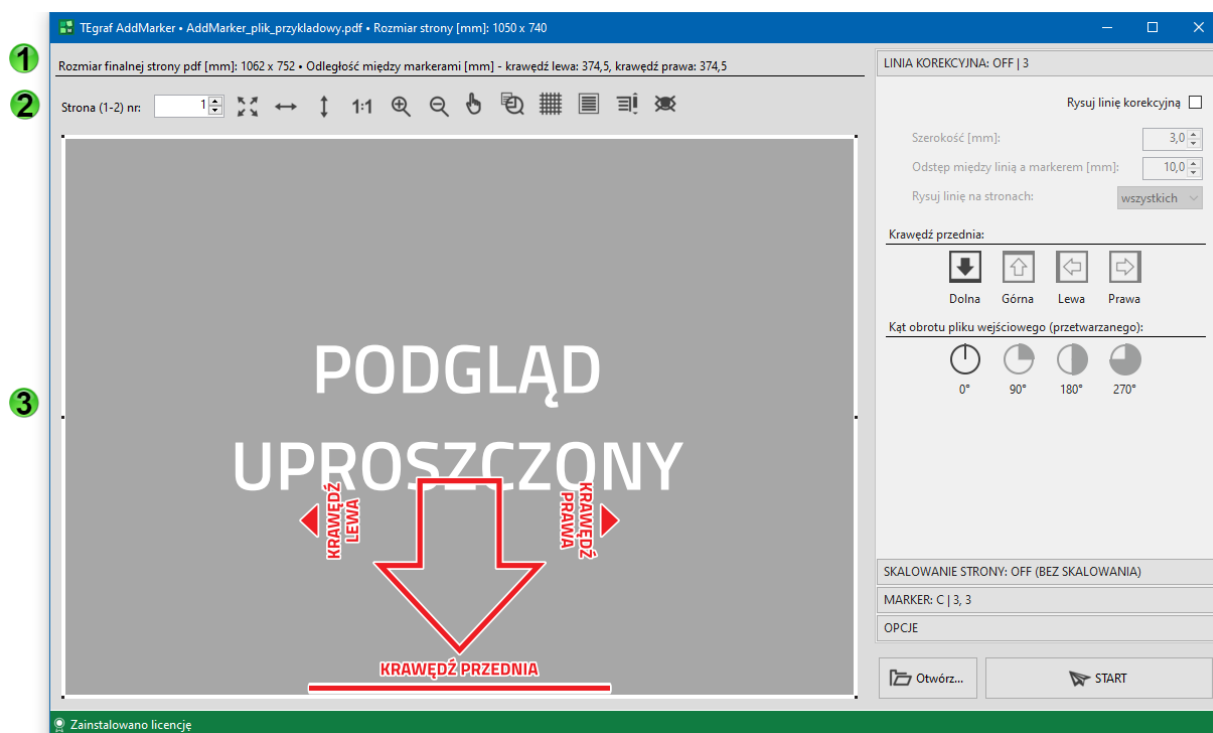 TEgraf AddMarker • AddMarker_plik_przykladowy.pdf • Rozmiar strony [mm]: 1050 x 740
1
Rozmiar finalnej strony pdf [mm]: 1062 x 752 • Odległość między markerami [mm] - krawędź lewa: 374,5, krawędź prawa: 374,5
2
Strona (1-2) nr: 1
1:1
3
PODGLĄD
UPROSZCZONY
KRAWĘDŹ
LEWA
KRAWĘDŹ
PRAWA
KRAWĘDŹ PRZEDNIA
LINIA KOREKCYJNA: OFF | 3
Rysuj linię korekcyjną
Szerokość [mm]: 3,0
Odstęp między linią a markerem [mm]: 10,0
Rysuj linię na stronach: wszystkich
Krawędź przednia:
Dolna Górna Lewa Prawa
Kąt obrotu pliku wejściowego (przetwarzanego):
0° 90° 180° 270°
SKALOWANIE STRONY: OFF (BEZ SKALOWANIA)
MARKER: C | 3, 3
OPCJE
Otwórz... START
Zainstalowano licencję